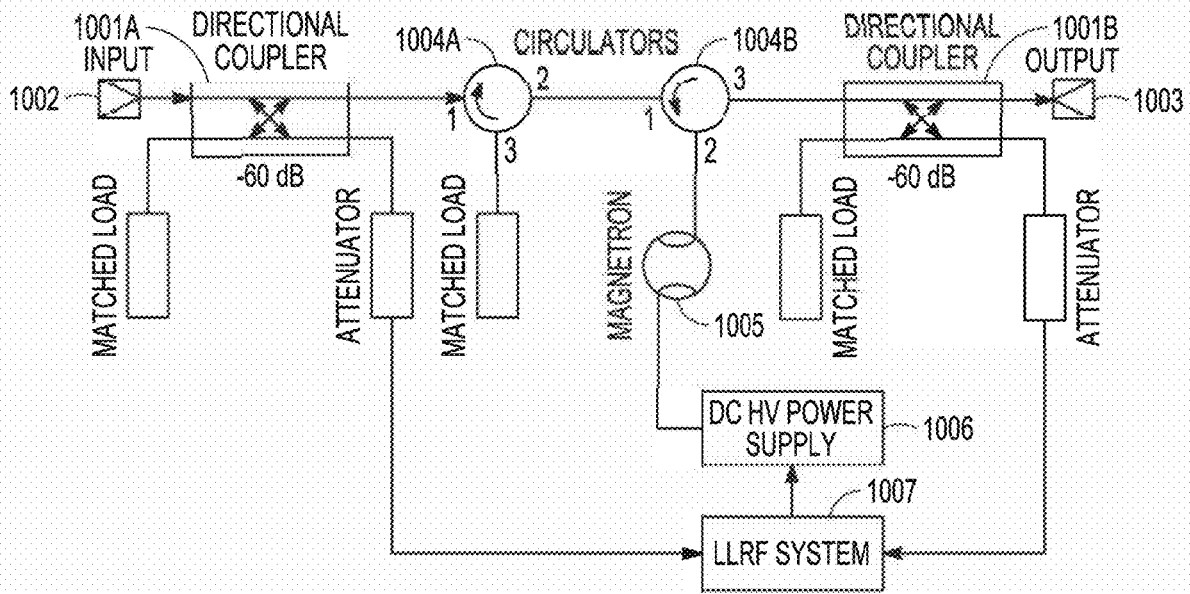 1001A
INPUT
DIRECTIONAL
COUPLER
1004A
CIRCULATORS
1004B
DIRECTIONAL
COUPLER
1001B
OUTPUT
1002
1003
1
2
3
1
3
2
-60 dB
-60 dB
MATCHED LOAD
ATTENUATOR
MATCHED LOAD
MAGNETRON
1005
MATCHED LOAD
ATTENUATOR
DC HV POWER
SUPPLY
1006
1007
LLRF SYSTEM